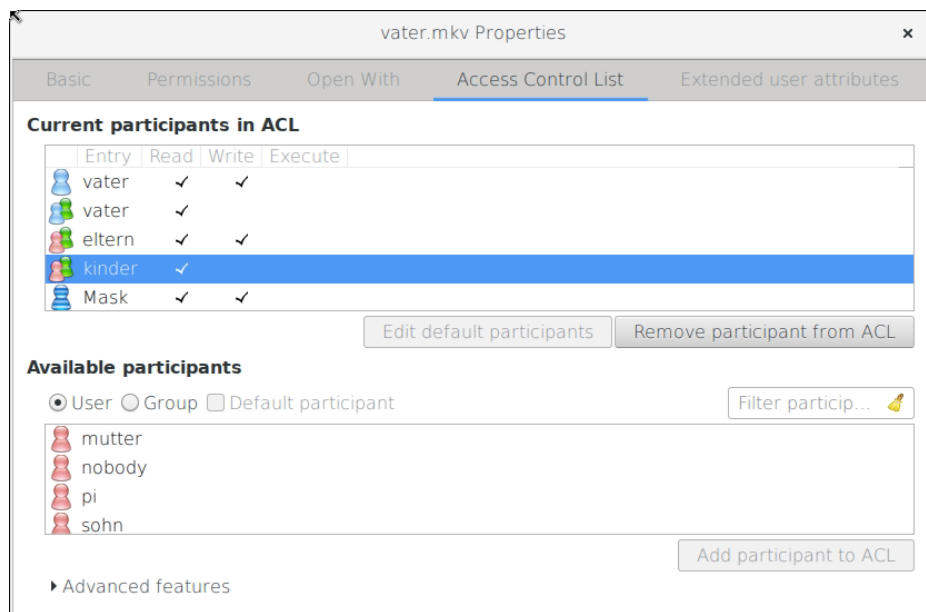 vater.mkv Properties
Basic Permissions Open With Access Control List Extended user attributes
Current participants in ACL
Entry Read Write Execute
vater
vater
eltern
kinder
Mask
Edit default participants Remove participant from ACL
Available participants
User Group Default participant Filter particip...
mutter
nobody
pi
sohn
Add participant to ACL
Advanced features